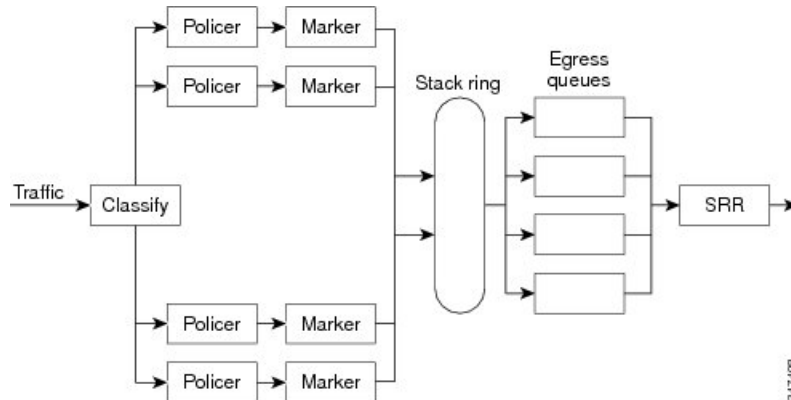 Policer
Marker
Policer
Marker
Egress
queues
Stack ring
Traffic
Classify
SRR
Policer
Marker
Policer
Marker